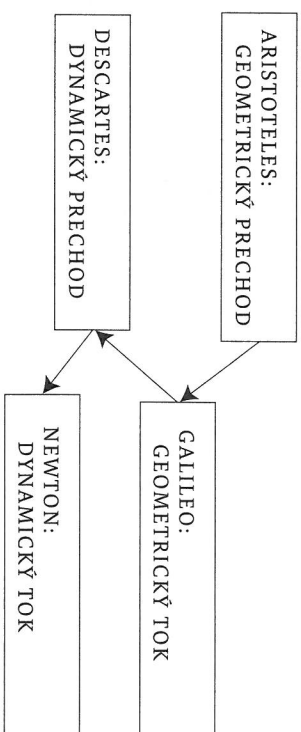 ARISTOTELES:
GEOMETRICKÝ PRECHOD
GALILEO:
GEOMETRICKÝ TOK
DESCARTES:
DYNAMICKÝ PRECHOD
NEWTON:
DYNAMICKÝ TOK